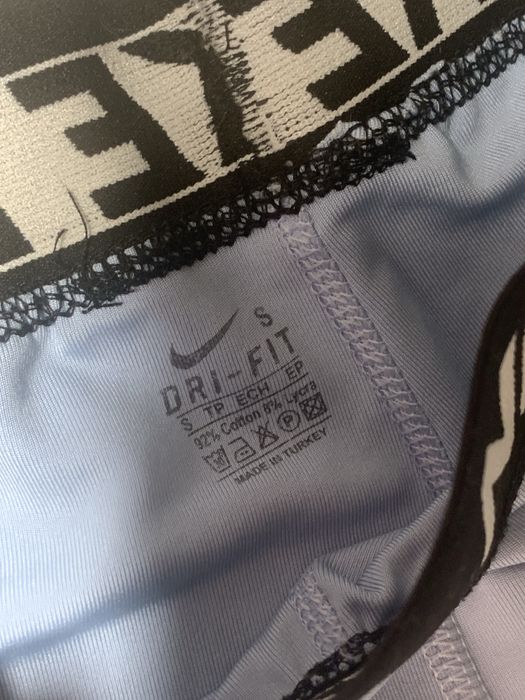 S
DRI-FIT
S TP ECH EP
92% Cotton 8% Lycra
MADE IN TURKEY